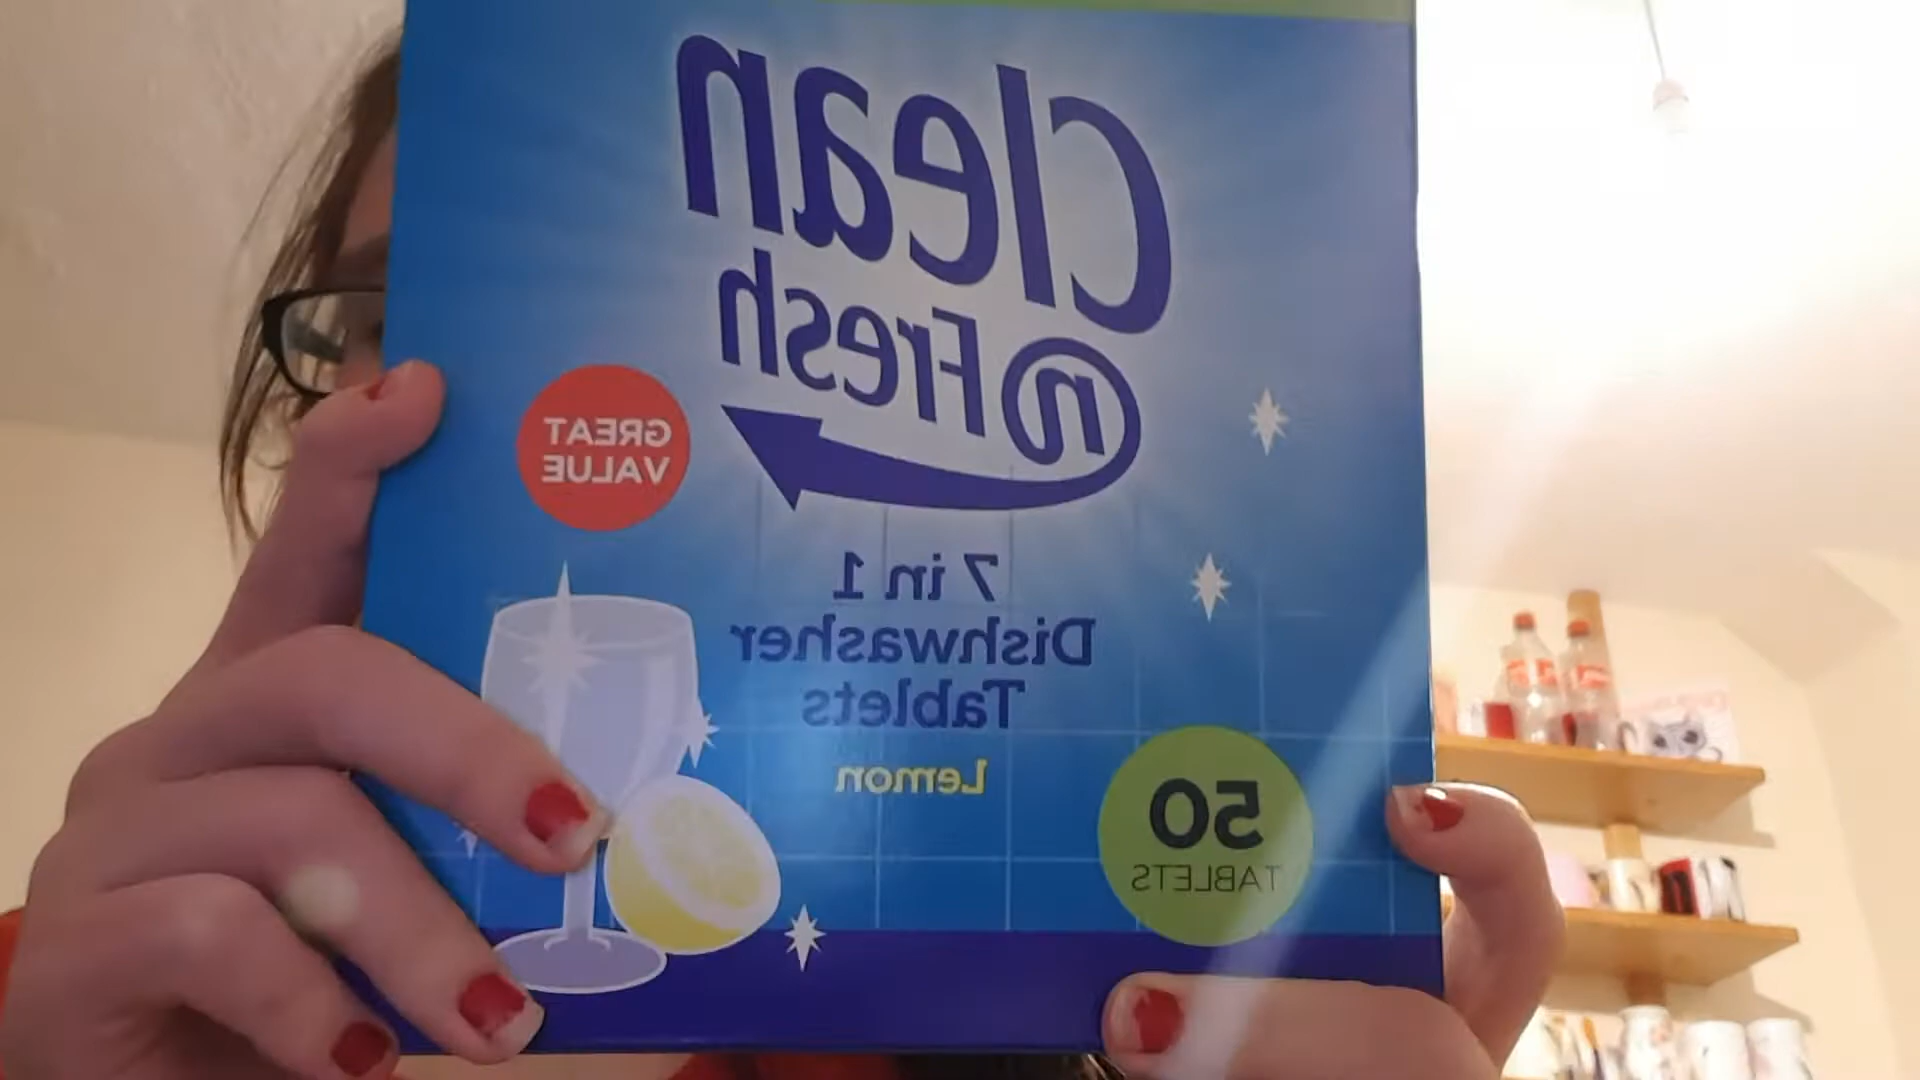 Clean
n Fresh
GREAT
VALUE
7 in 1
Dishwasher
Tablets
Lemon
50
TABLETS